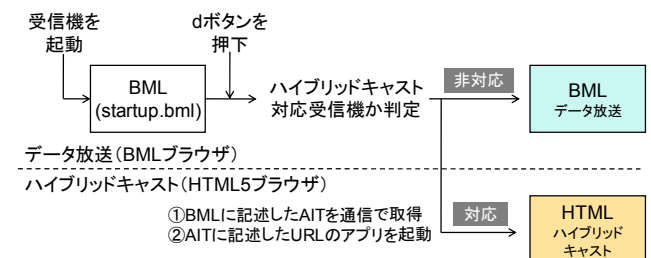 受信機を
起動
dボタンを
押下
BML
(startup.bml)
ハイブリッドキャスト
対応受信機か判定
非対応
BML
データ放送
データ放送（BMLブラウザ）
ハイブリッドキャスト（HTML5ブラウザ）
①BMLに記述したAITを通信で取得
②AITに記述したURLのアプリを起動
対応
HTML
ハイブリッド
キャスト